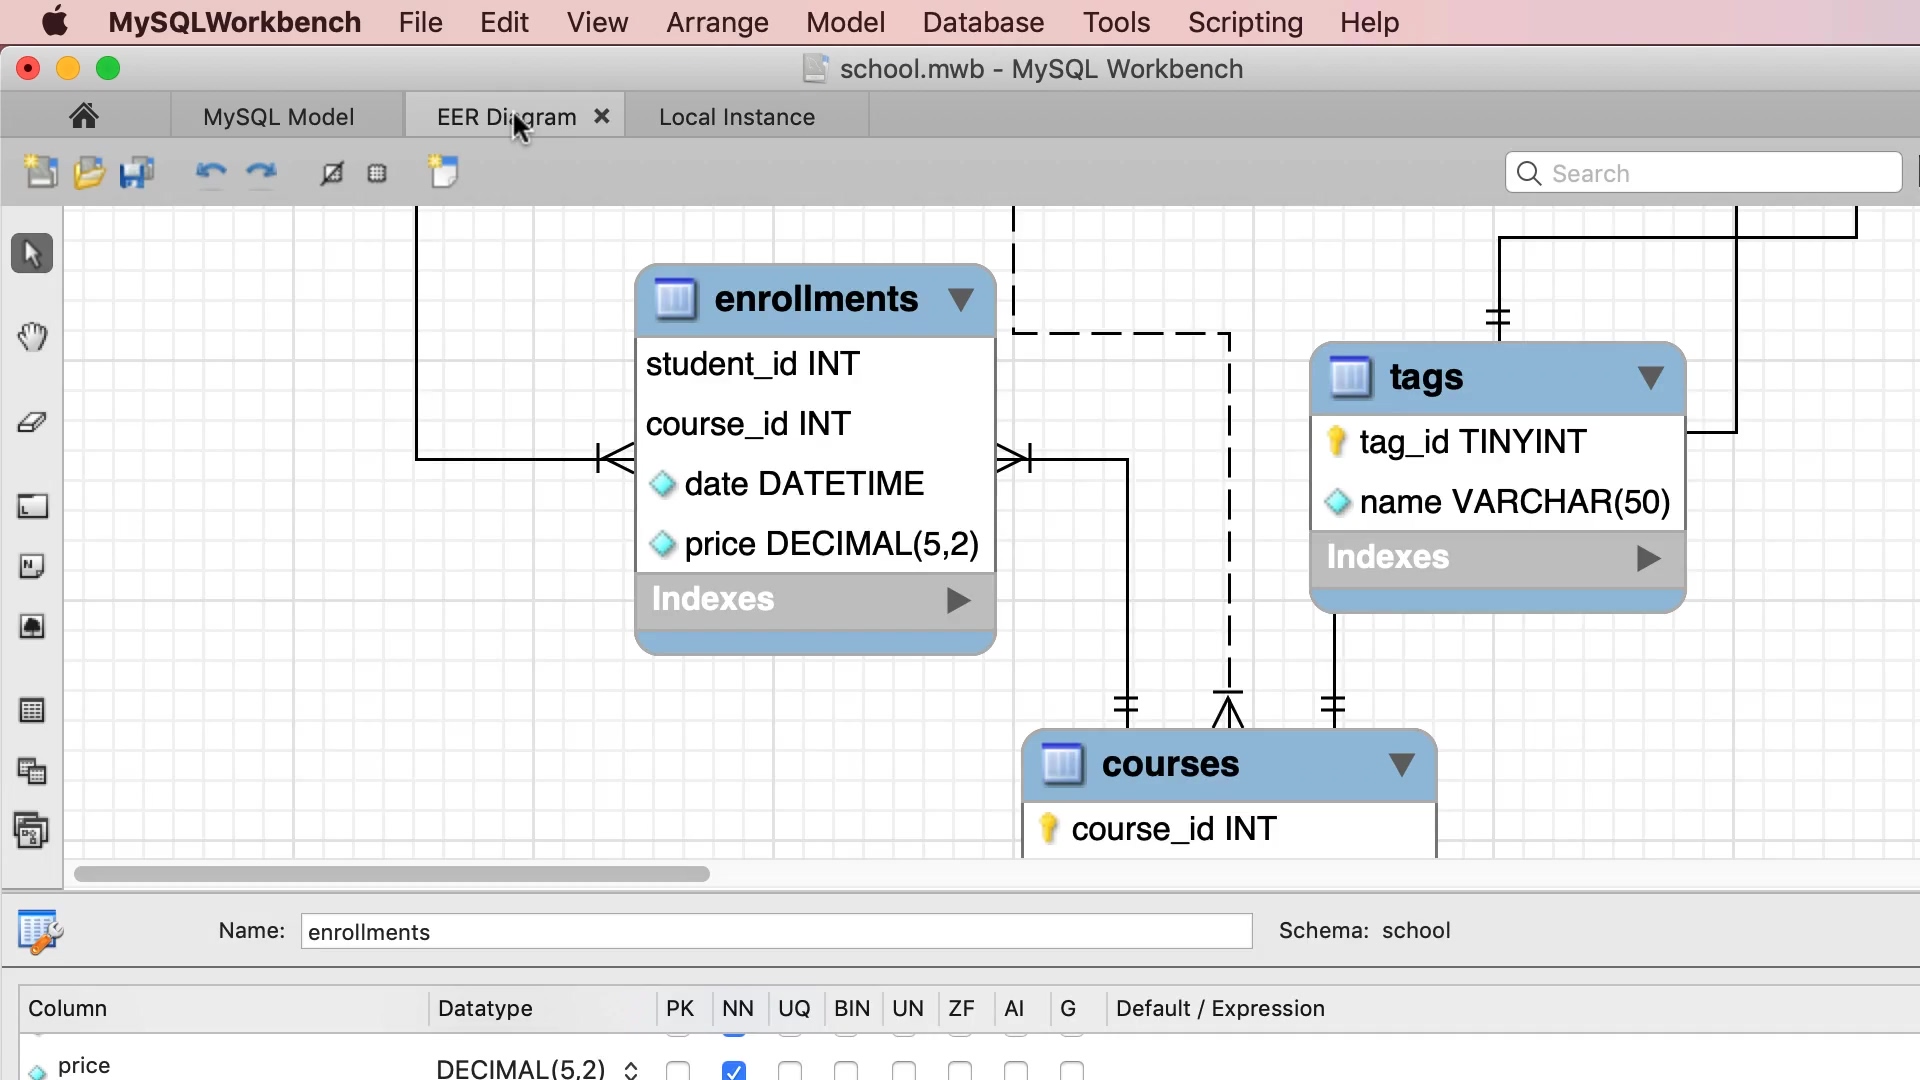 MySQLWorkbench File Edit View Arrange Model Database Tools Scripting Help
school.mwb - MySQL Workbench
MySQL Model EER Diagram Local Instance
Search
enrollments
student_id INT
course_id INT
date DATETIME
price DECIMAL(5,2)
Indexes
tags
tag_id TINYINT
name VARCHAR(50)
Indexes
courses
course_id INT
Name: enrollments Schema: school
Column Datatype PK NN UQ BIN UN ZF AI G Default / Expression
price DECIMAL(5,2)